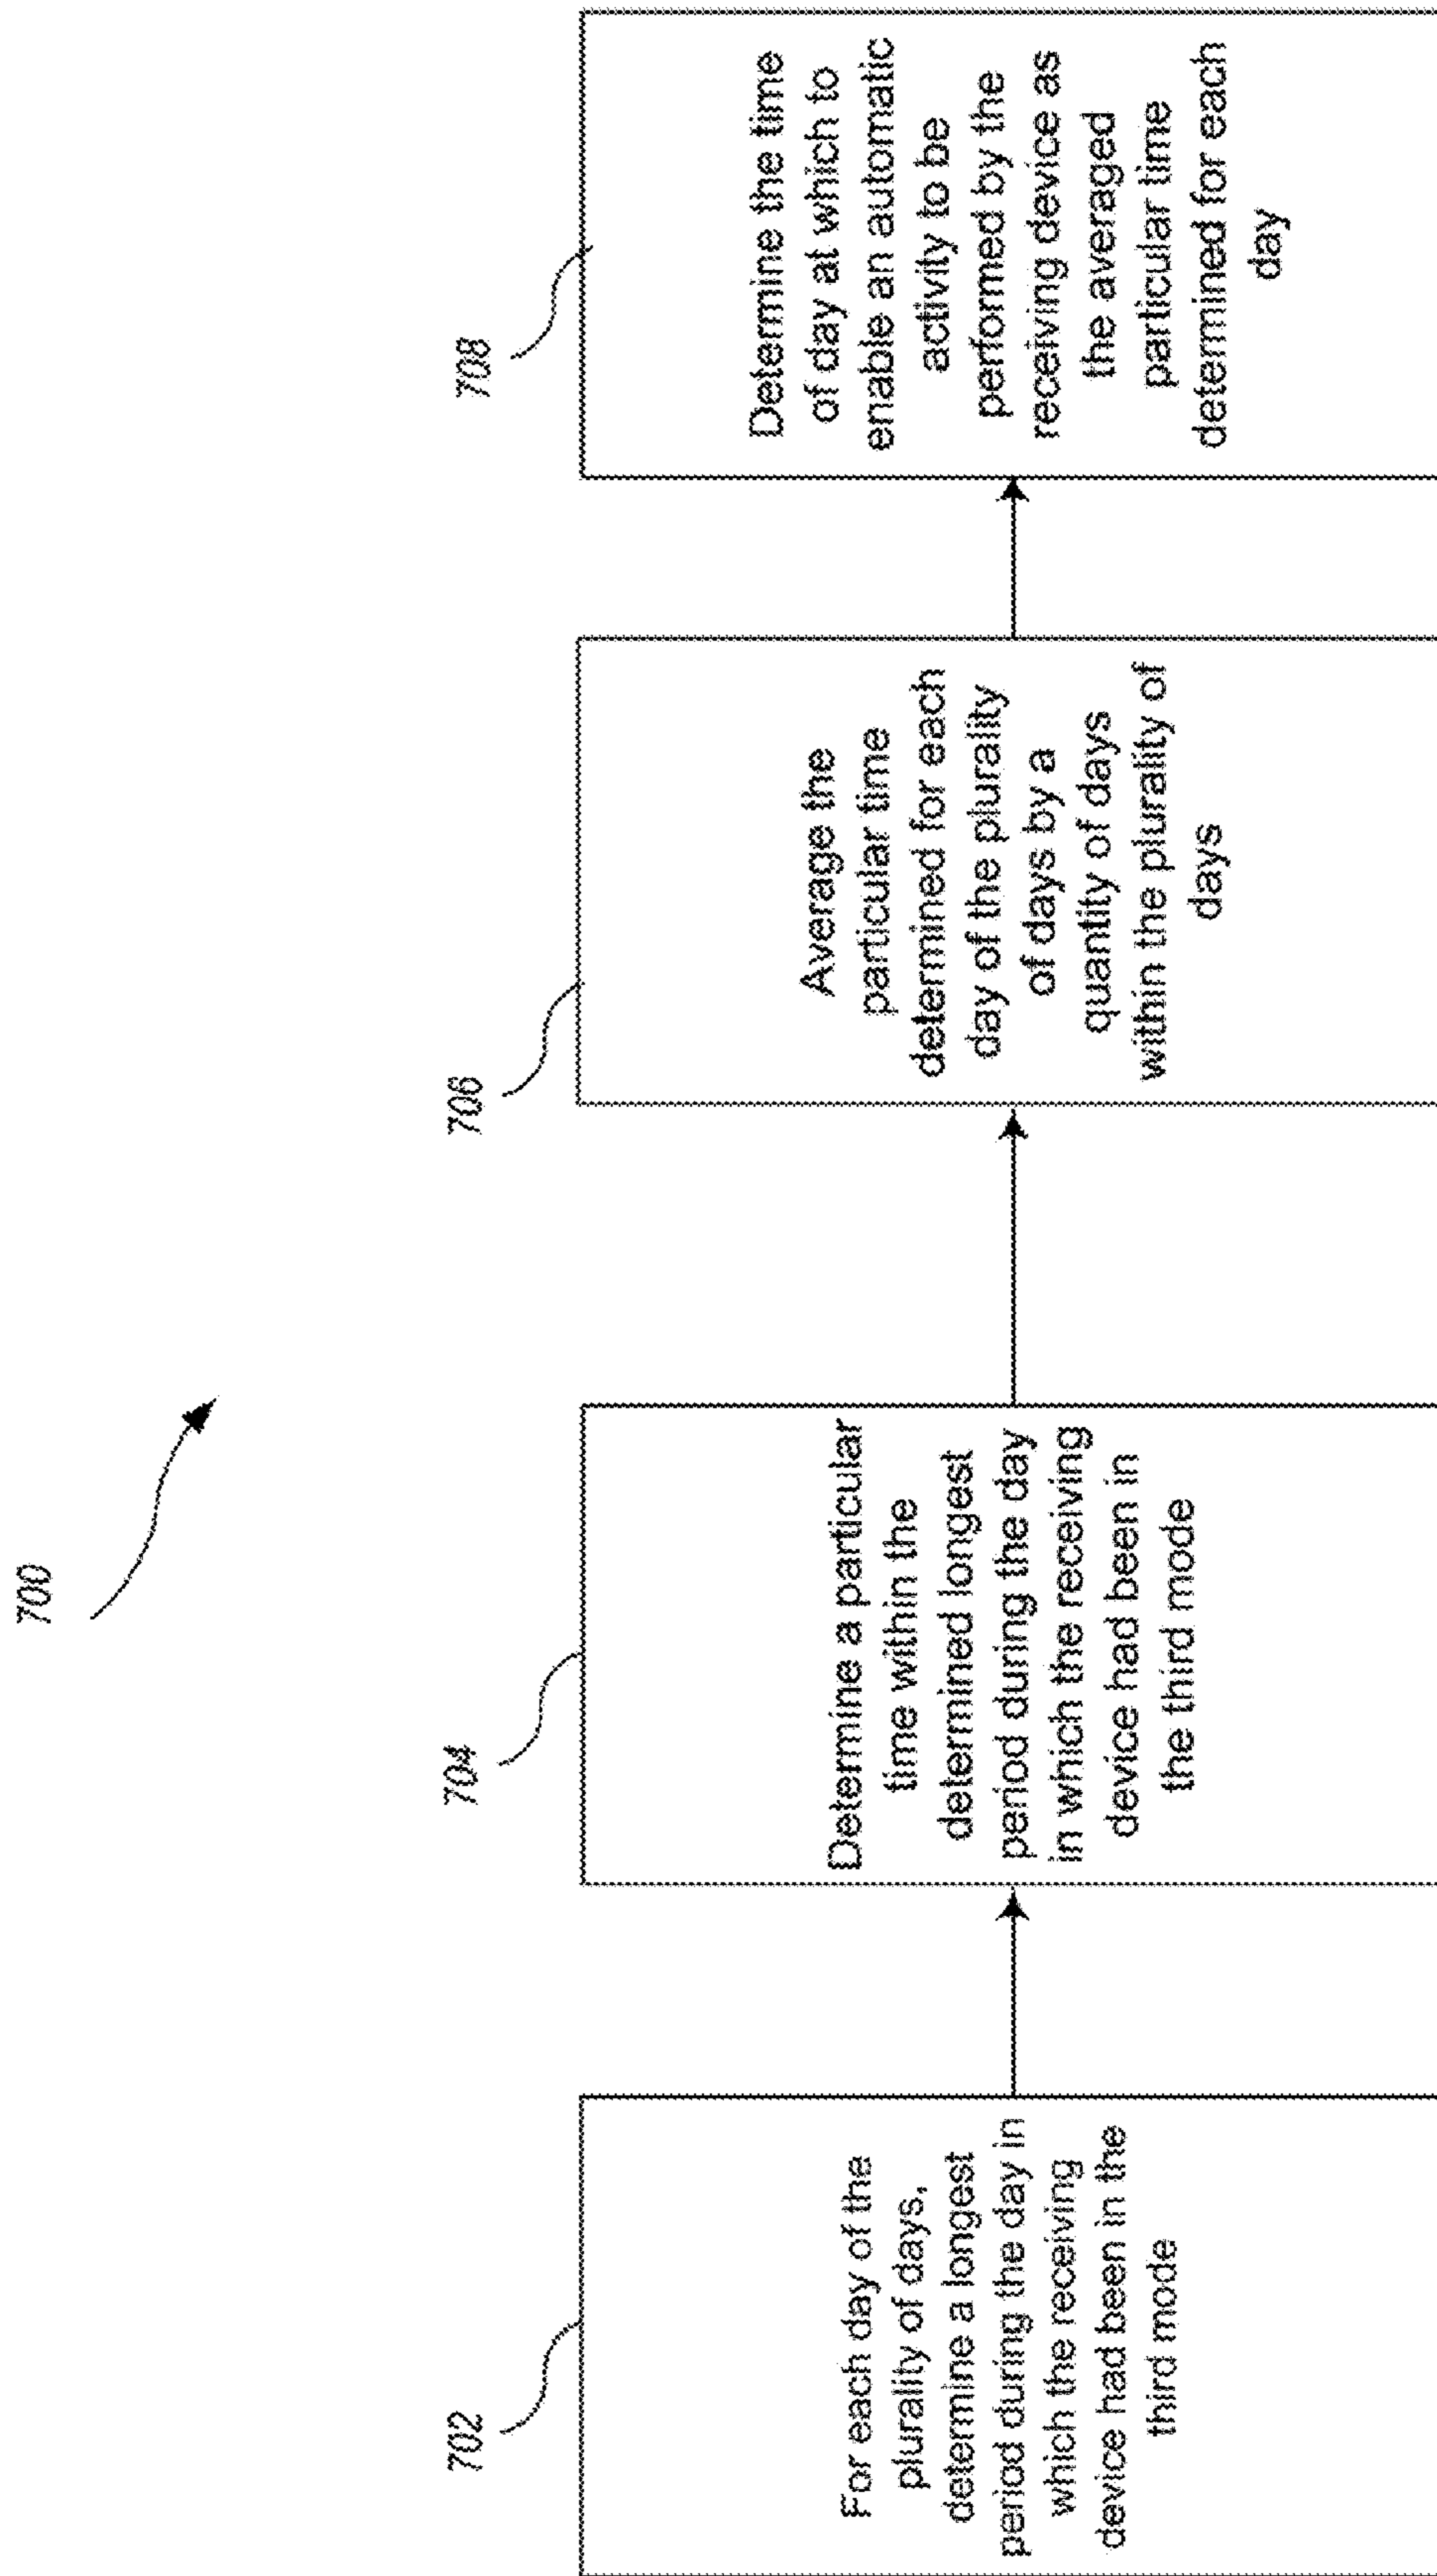 700
702
For each day of the
plurality of days,
determine a longest
period during the day in
which the receiving
device had been in the
third mode
704
Determine a particular
time within the
determined longest
period during the day
in which the receiving
device had been in
the third mode
706
Average the
particular time
determined for each
day of the plurality
of days by a
quantity of days
within the plurality of
days
708
Determine the time
of day at which to
enable an automatic
activity to be
performed by the
receiving device as
the averaged
particular time
determined for each
day